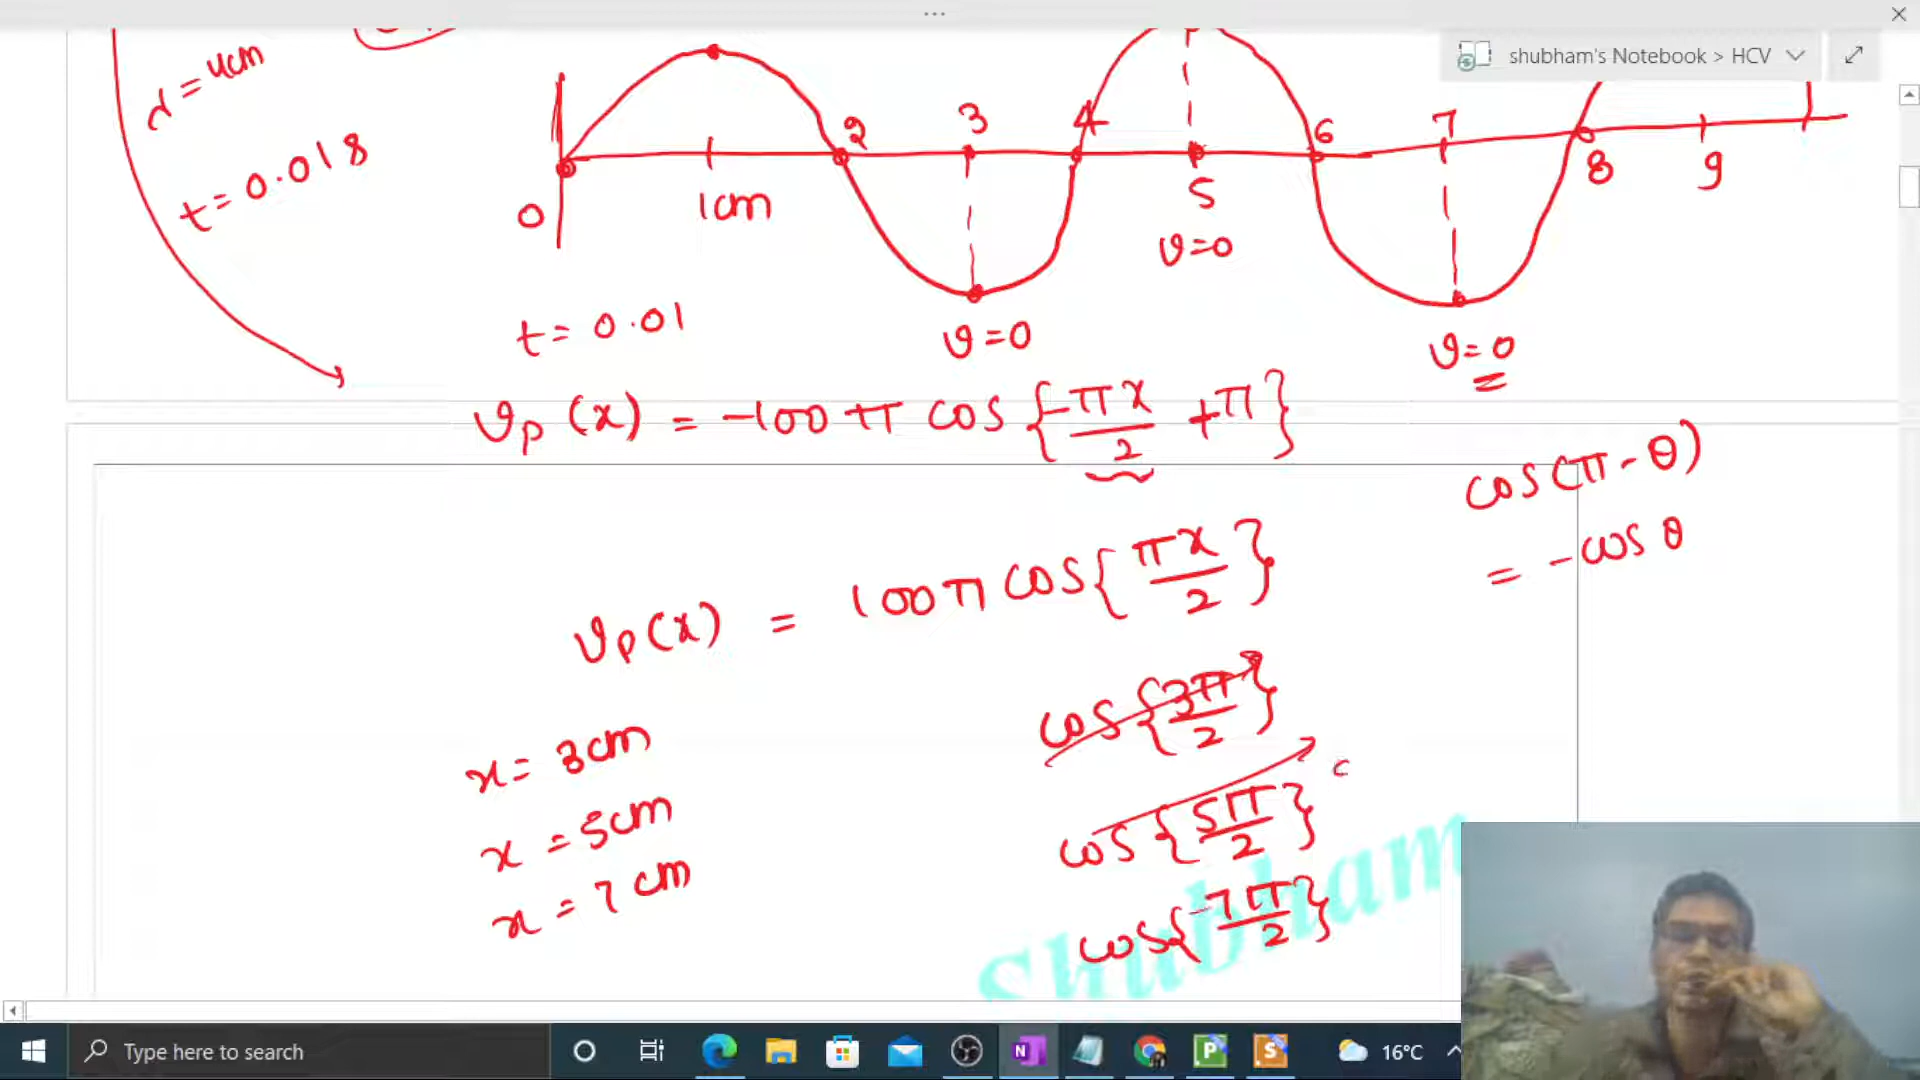 shubham's Notebook > HCV
λ = 4cm
t = 0.018
0
1cm
2
3
4
5
6
7
8
9
t = 0.01
v = 0
v = 0
v = 0
vp (x) = -100 π cos { -πx/2 + π }
cos(π - θ)
= - cos θ
vp(x) = 100 π cos { πx/2 }
x = 3cm
cos { 3π/2 }
x = 5cm
cos { 5π/2 }
x = 7 cm
cos { 7π/2 }
Shubham
Type here to search
16°C